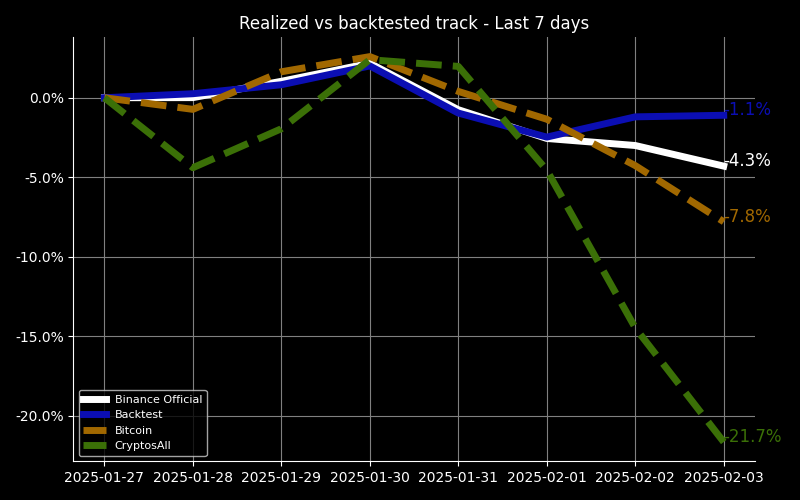 Realized vs backtested track - Last 7 days
0.0%
-5.0%
-10.0%
-15.0%
-20.0%
-1.1%
-4.3%
-7.8%
-21.7%
Binance Official
Backtest
Bitcoin
CryptosAll
2025-01-27 2025-01-28 2025-01-29 2025-01-30 2025-01-31 2025-02-01 2025-02-02 2025-02-03